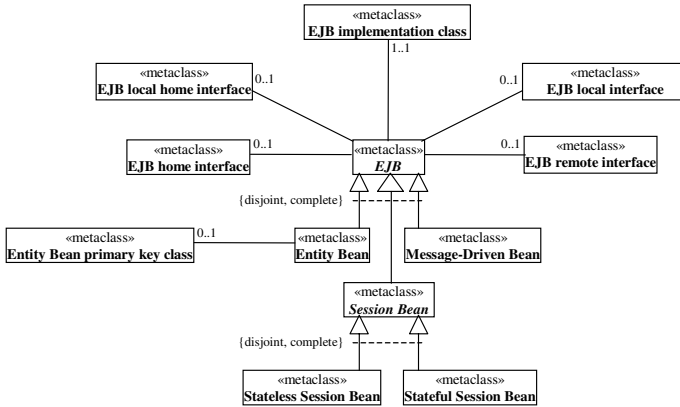 «metaclass»
EJB implementation class
1..1
«metaclass»
EJB local home interface
0..1
0..1
«metaclass»
EJB local interface
«metaclass»
EJB home interface
0..1
«metaclass»
EJB
0..1
«metaclass»
EJB remote interface
{disjoint, complete}
«metaclass»
Entity Bean primary key class
0..1
«metaclass»
Entity Bean
«metaclass»
Message-Driven Bean
«metaclass»
Session Bean
{disjoint, complete}
«metaclass»
Stateless Session Bean
«metaclass»
Stateful Session Bean